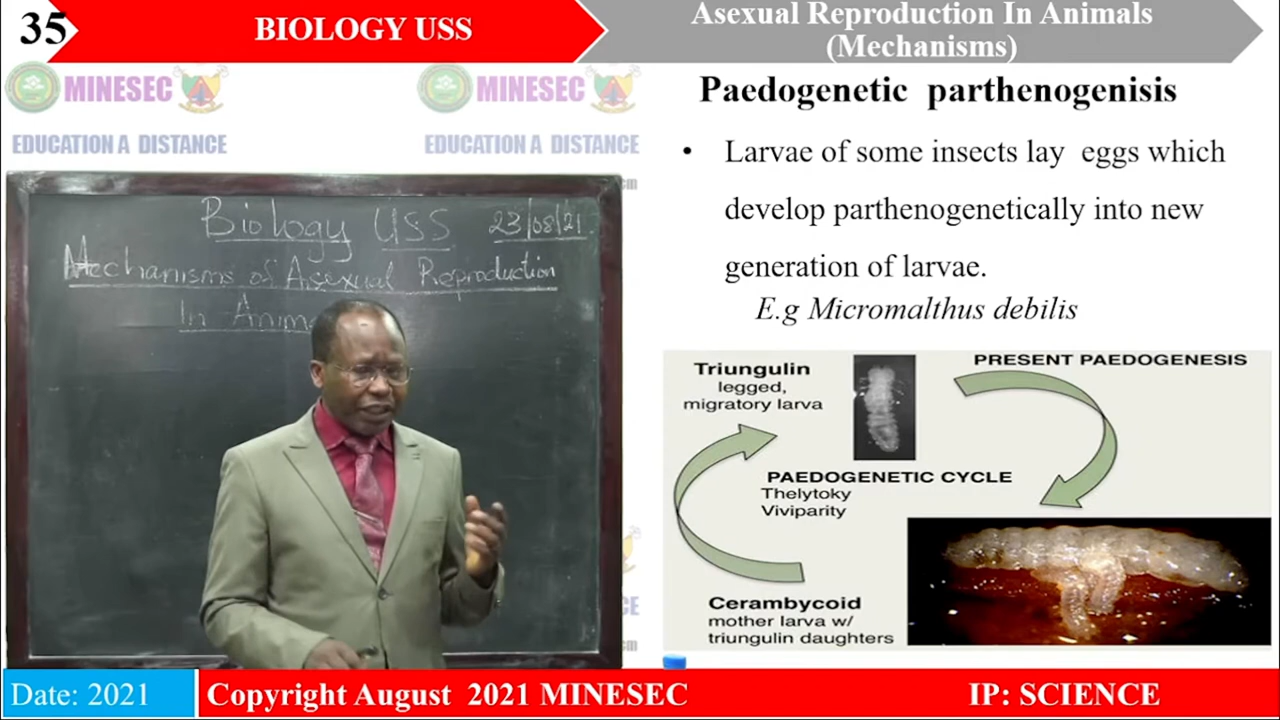 35
BIOLOGY USS
Asexual Reproduction In Animals
(Mechanisms)
MINESEC
MINESEC
EDUCATION A DISTANCE
EDUCATION A DISTANCE
Biology USS 23/08/21
Mechanisms of Asexual Reproduction
In
Paedogenetic parthenogenisis
• Larvae of some insects lay eggs which
develop parthenogenetically into new
generation of larvae.
E.g Micromalthus debilis
PRESENT PAEDOGENESIS
Triungulin
legged,
migratory larva
PAEDOGENETIC CYCLE
Thelytoky
Viviparity
Cerambycoid
mother larva w/
triungulin daughters
Date: 2021
Copyright August 2021 MINESEC
IP: SCIENCE